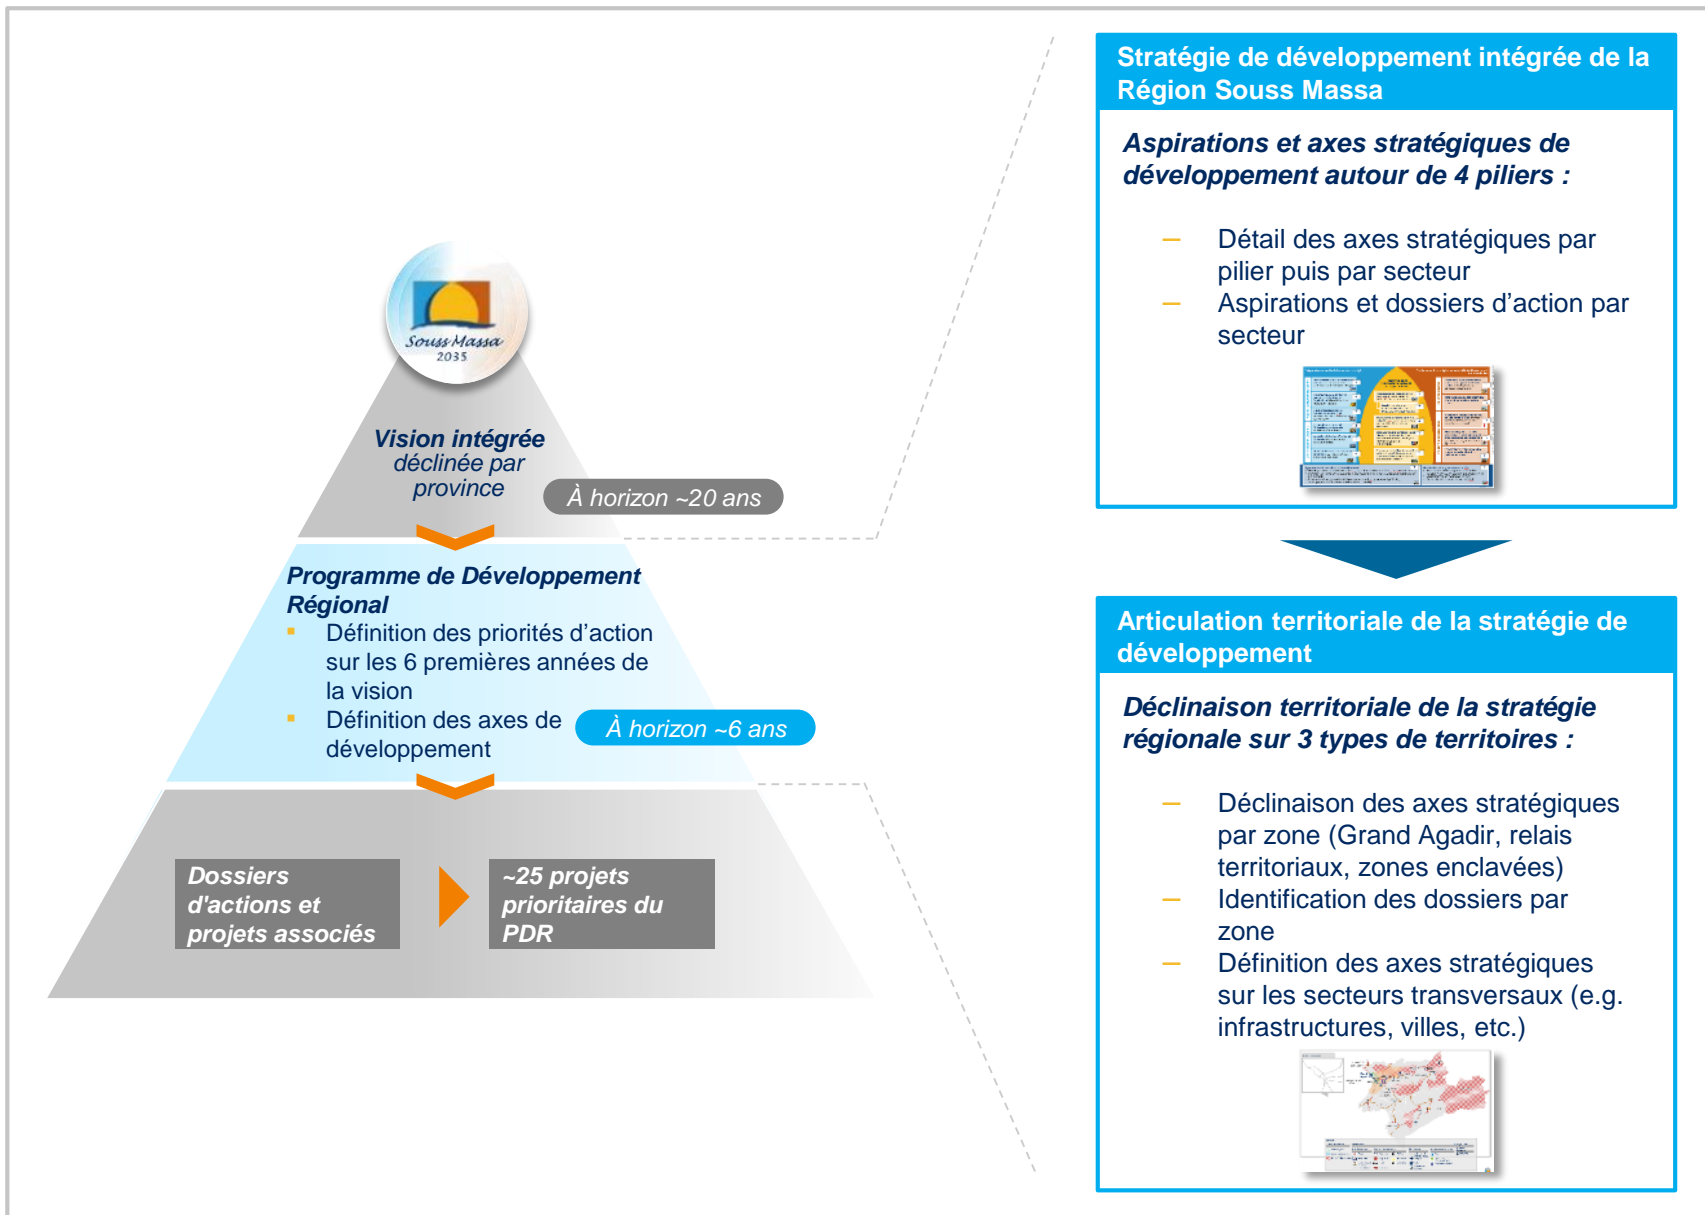 Souss Massa
2035
Vision intégrée
déclinée par
province
À horizon ~20 ans
Programme de Développement
Régional
▪ Définition des priorités d’action
sur les 6 premières années de
la vision
▪ Définition des axes de
développement
À horizon ~6 ans
Dossiers
d'actions et
projets associés
~25 projets
prioritaires du
PDR
Stratégie de développement intégrée de la
Région Souss Massa
Aspirations et axes stratégiques de
développement autour de 4 piliers :
– Détail des axes stratégiques par
pilier puis par secteur
– Aspirations et dossiers d’action par
secteur
Articulation territoriale de la stratégie de
développement
Déclinaison territoriale de la stratégie
régionale sur 3 types de territoires :
– Déclinaison des axes stratégiques
par zone (Grand Agadir, relais
territoriaux, zones enclavées)
– Identification des dossiers par
zone
– Définition des axes stratégiques
sur les secteurs transversaux (e.g.
infrastructures, villes, etc.)